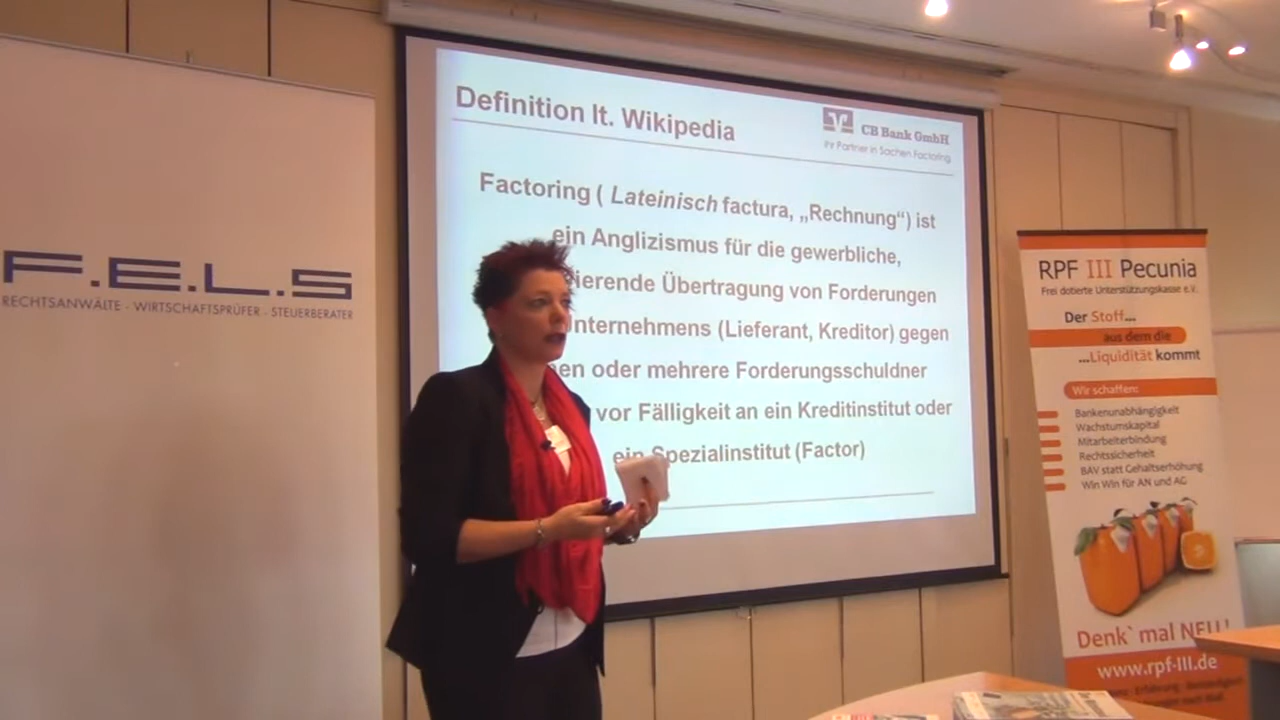 F.E.L.S
RECHTSANWÄLTE - WIRTSCHAFTSPRÜFER - STEUERBERATER
Definition lt. Wikipedia
CB Bank GmbH
Ihr Partner in Sachen Factoring
Factoring ( Lateinisch factura, „Rechnung“) ist
ein Anglizismus für die gewerbliche,
ierende Übertragung von Forderungen
nternehmens (Lieferant, Kreditor) gegen
en oder mehrere Forderungsschuldner
vor Fälligkeit an ein Kreditinstitut oder
ein Spezialinstitut (Factor)
RPF III Pecunia
Frei dotierte Unterstützungskasse e.V.
Der Stoff...
aus dem die
...Liquidität kommt
Wir schaffen:
Bankenunabhängigkeit
Wachstumskapital
Mitarbeiterbindung
Rechtssicherheit
BAV statt Gehaltserhöhung
Win Win für AN und AG
Denk` mal NEU!
www.rpf-III.de